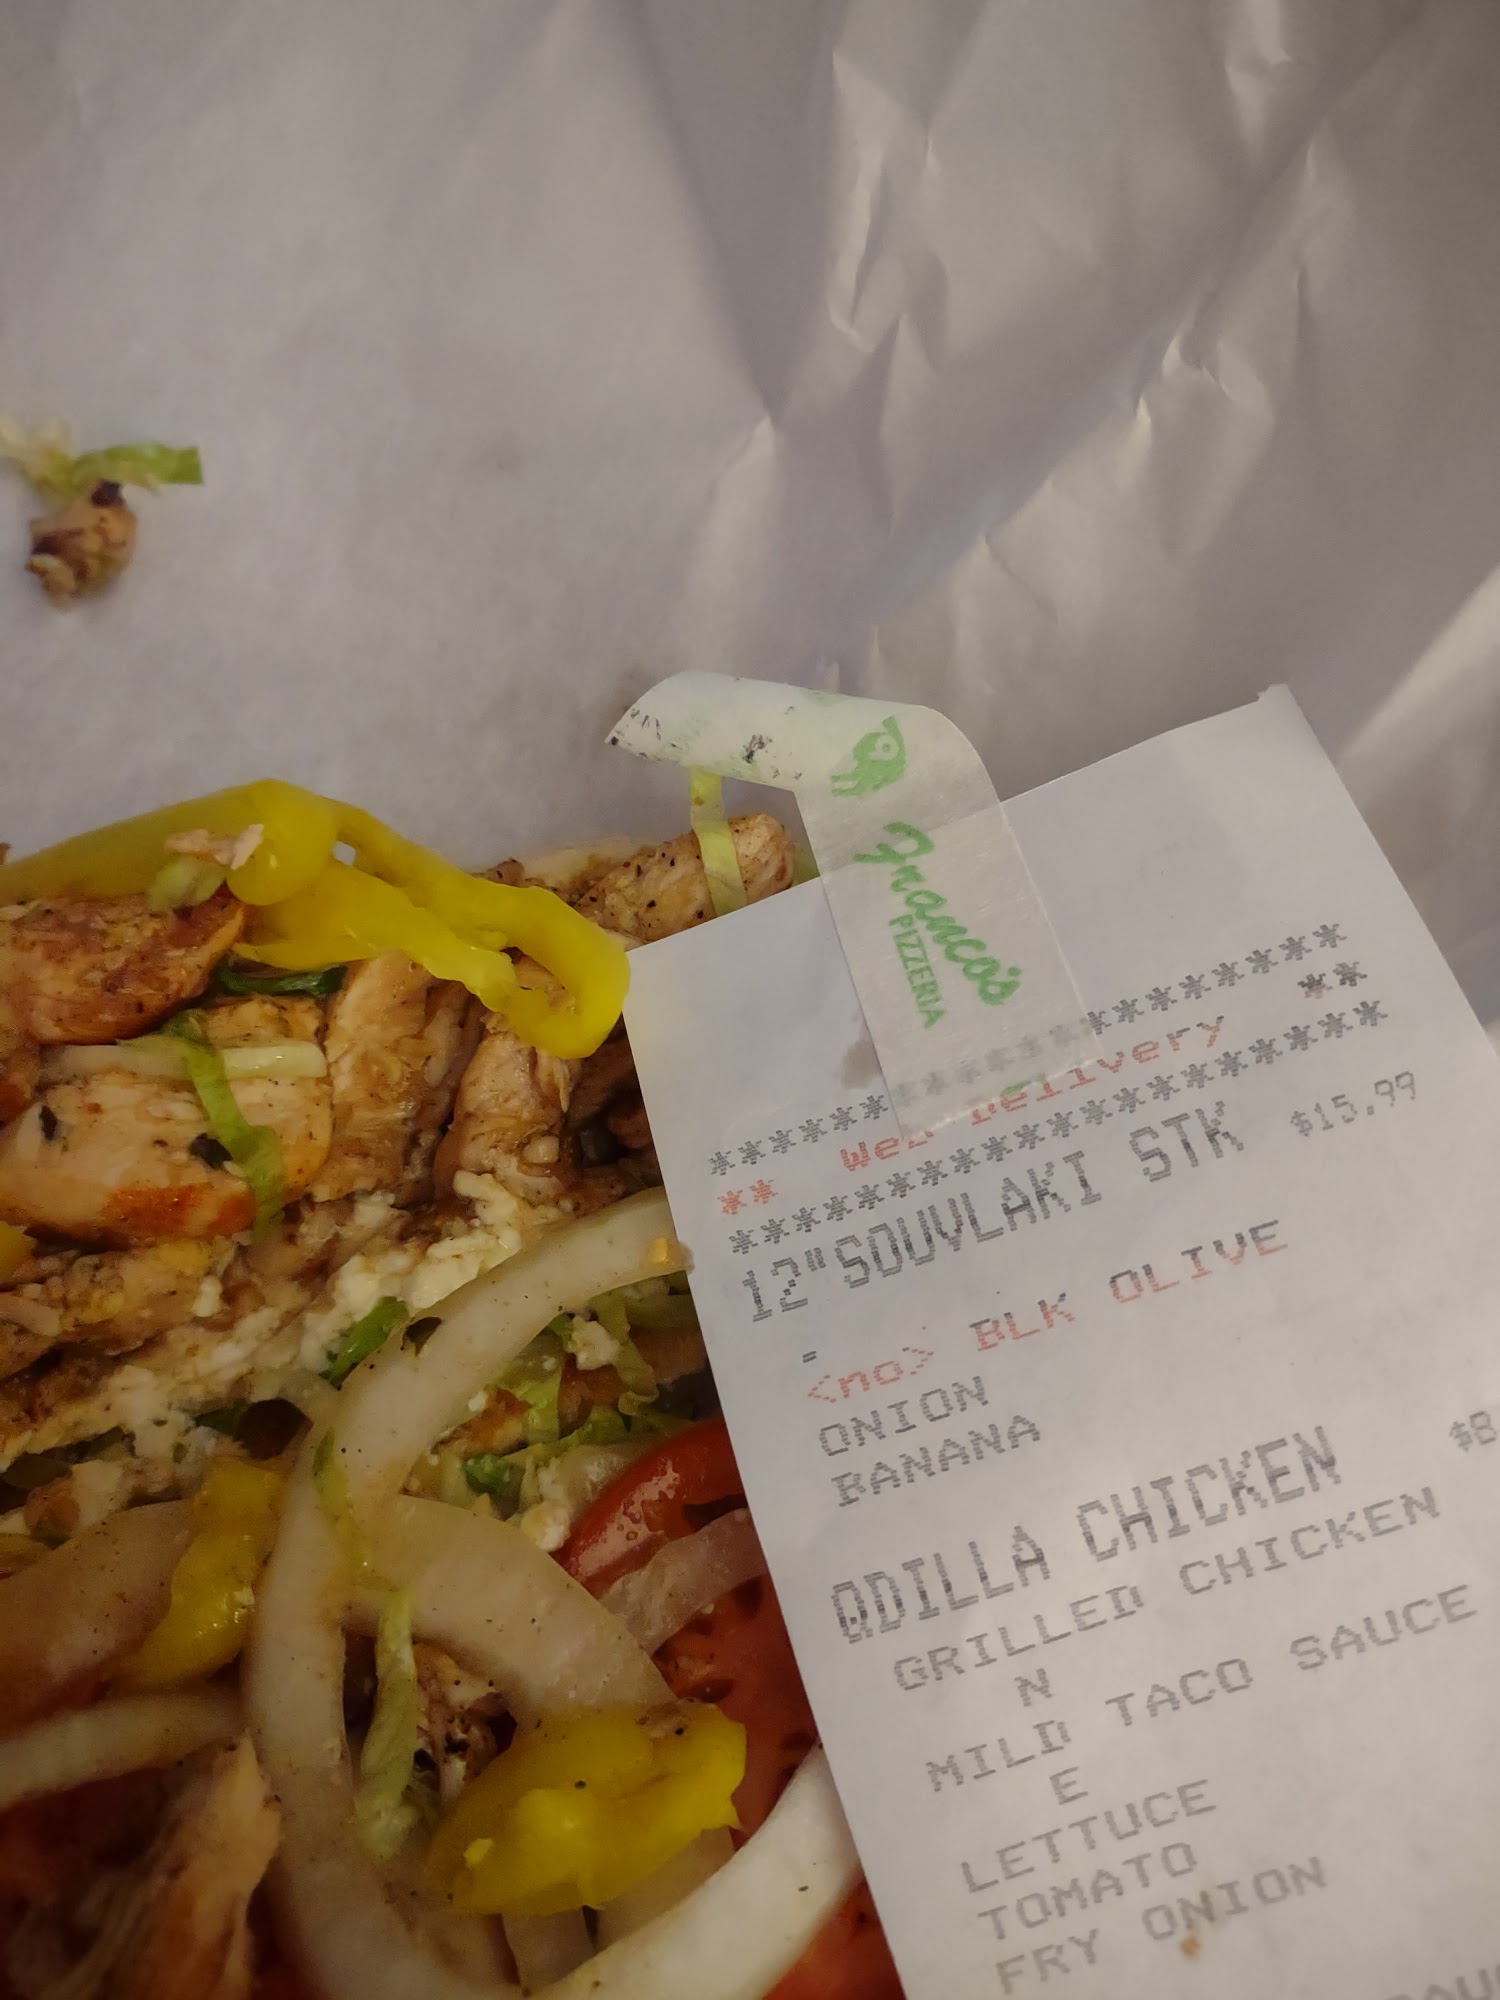 Franco's
PIZZERIA
*******************
** Web Delivery **
*******************
12"SOUVLAKI STK $15.99
.
<no> BLK OLIVE
ONION
BANANA
QDILLA CHICKEN $8
GRILLED CHICKEN
N
MILD TACO SAUCE
E
LETTUCE
TOMATO
FRY ONION